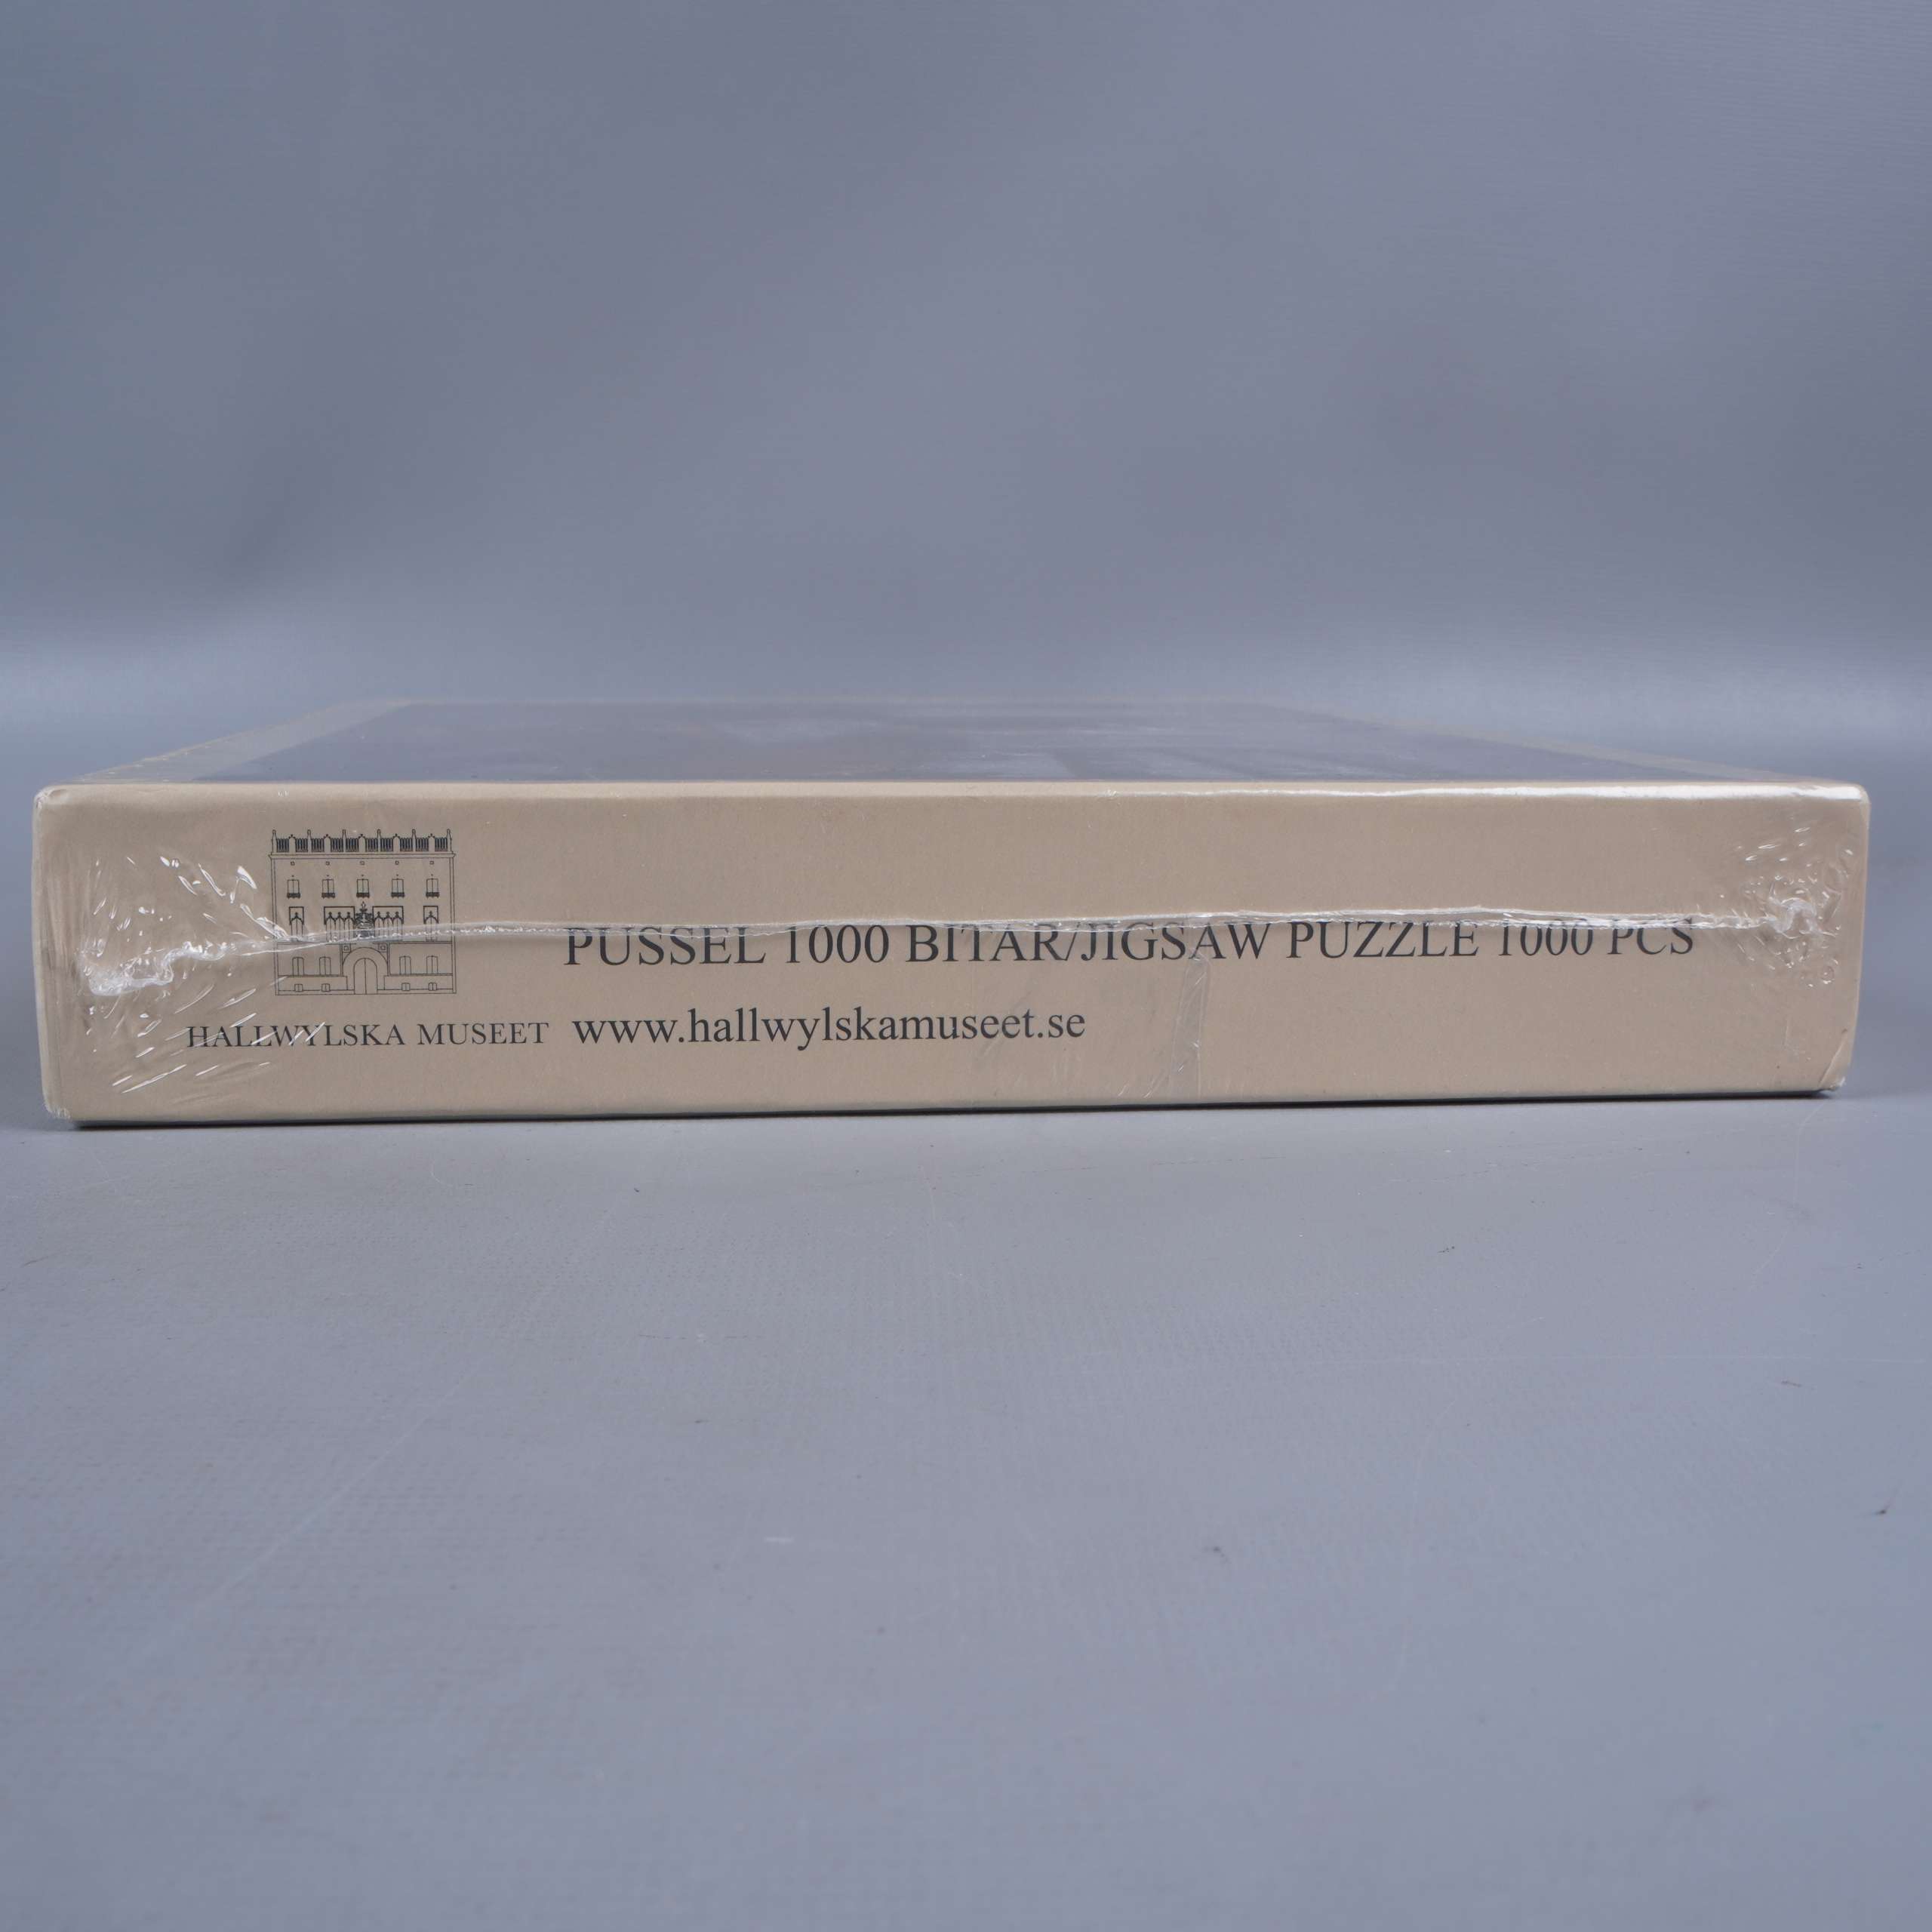 PUSSEL 1000 BITAR/JIGSAW PUZZLE 1000 PCS
HALLWYLSKA MUSEET
www.hallwylskamuseet.se